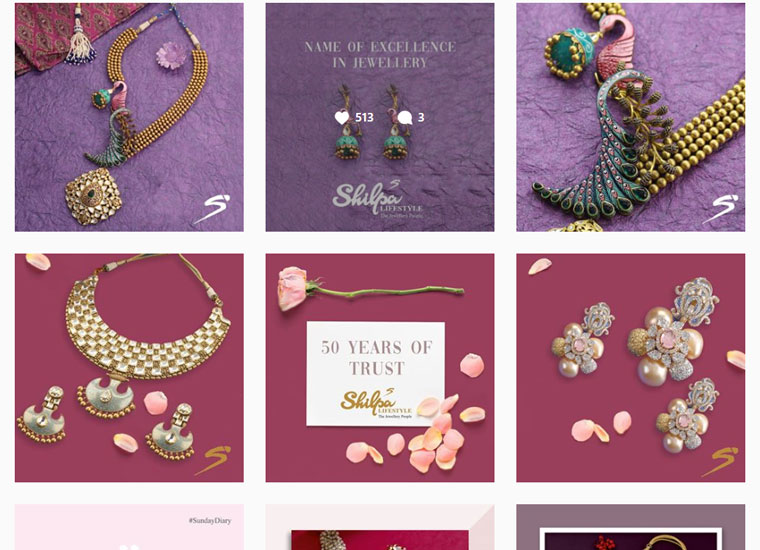 NAME OF EXCELLENCE
IN JEWELLERY
513
3
Shilpa
LIFESTYLE
The Jewellery People
50 YEARS OF
TRUST
Shilpa
LIFESTYLE
The Jewellery People
#SundayDiary